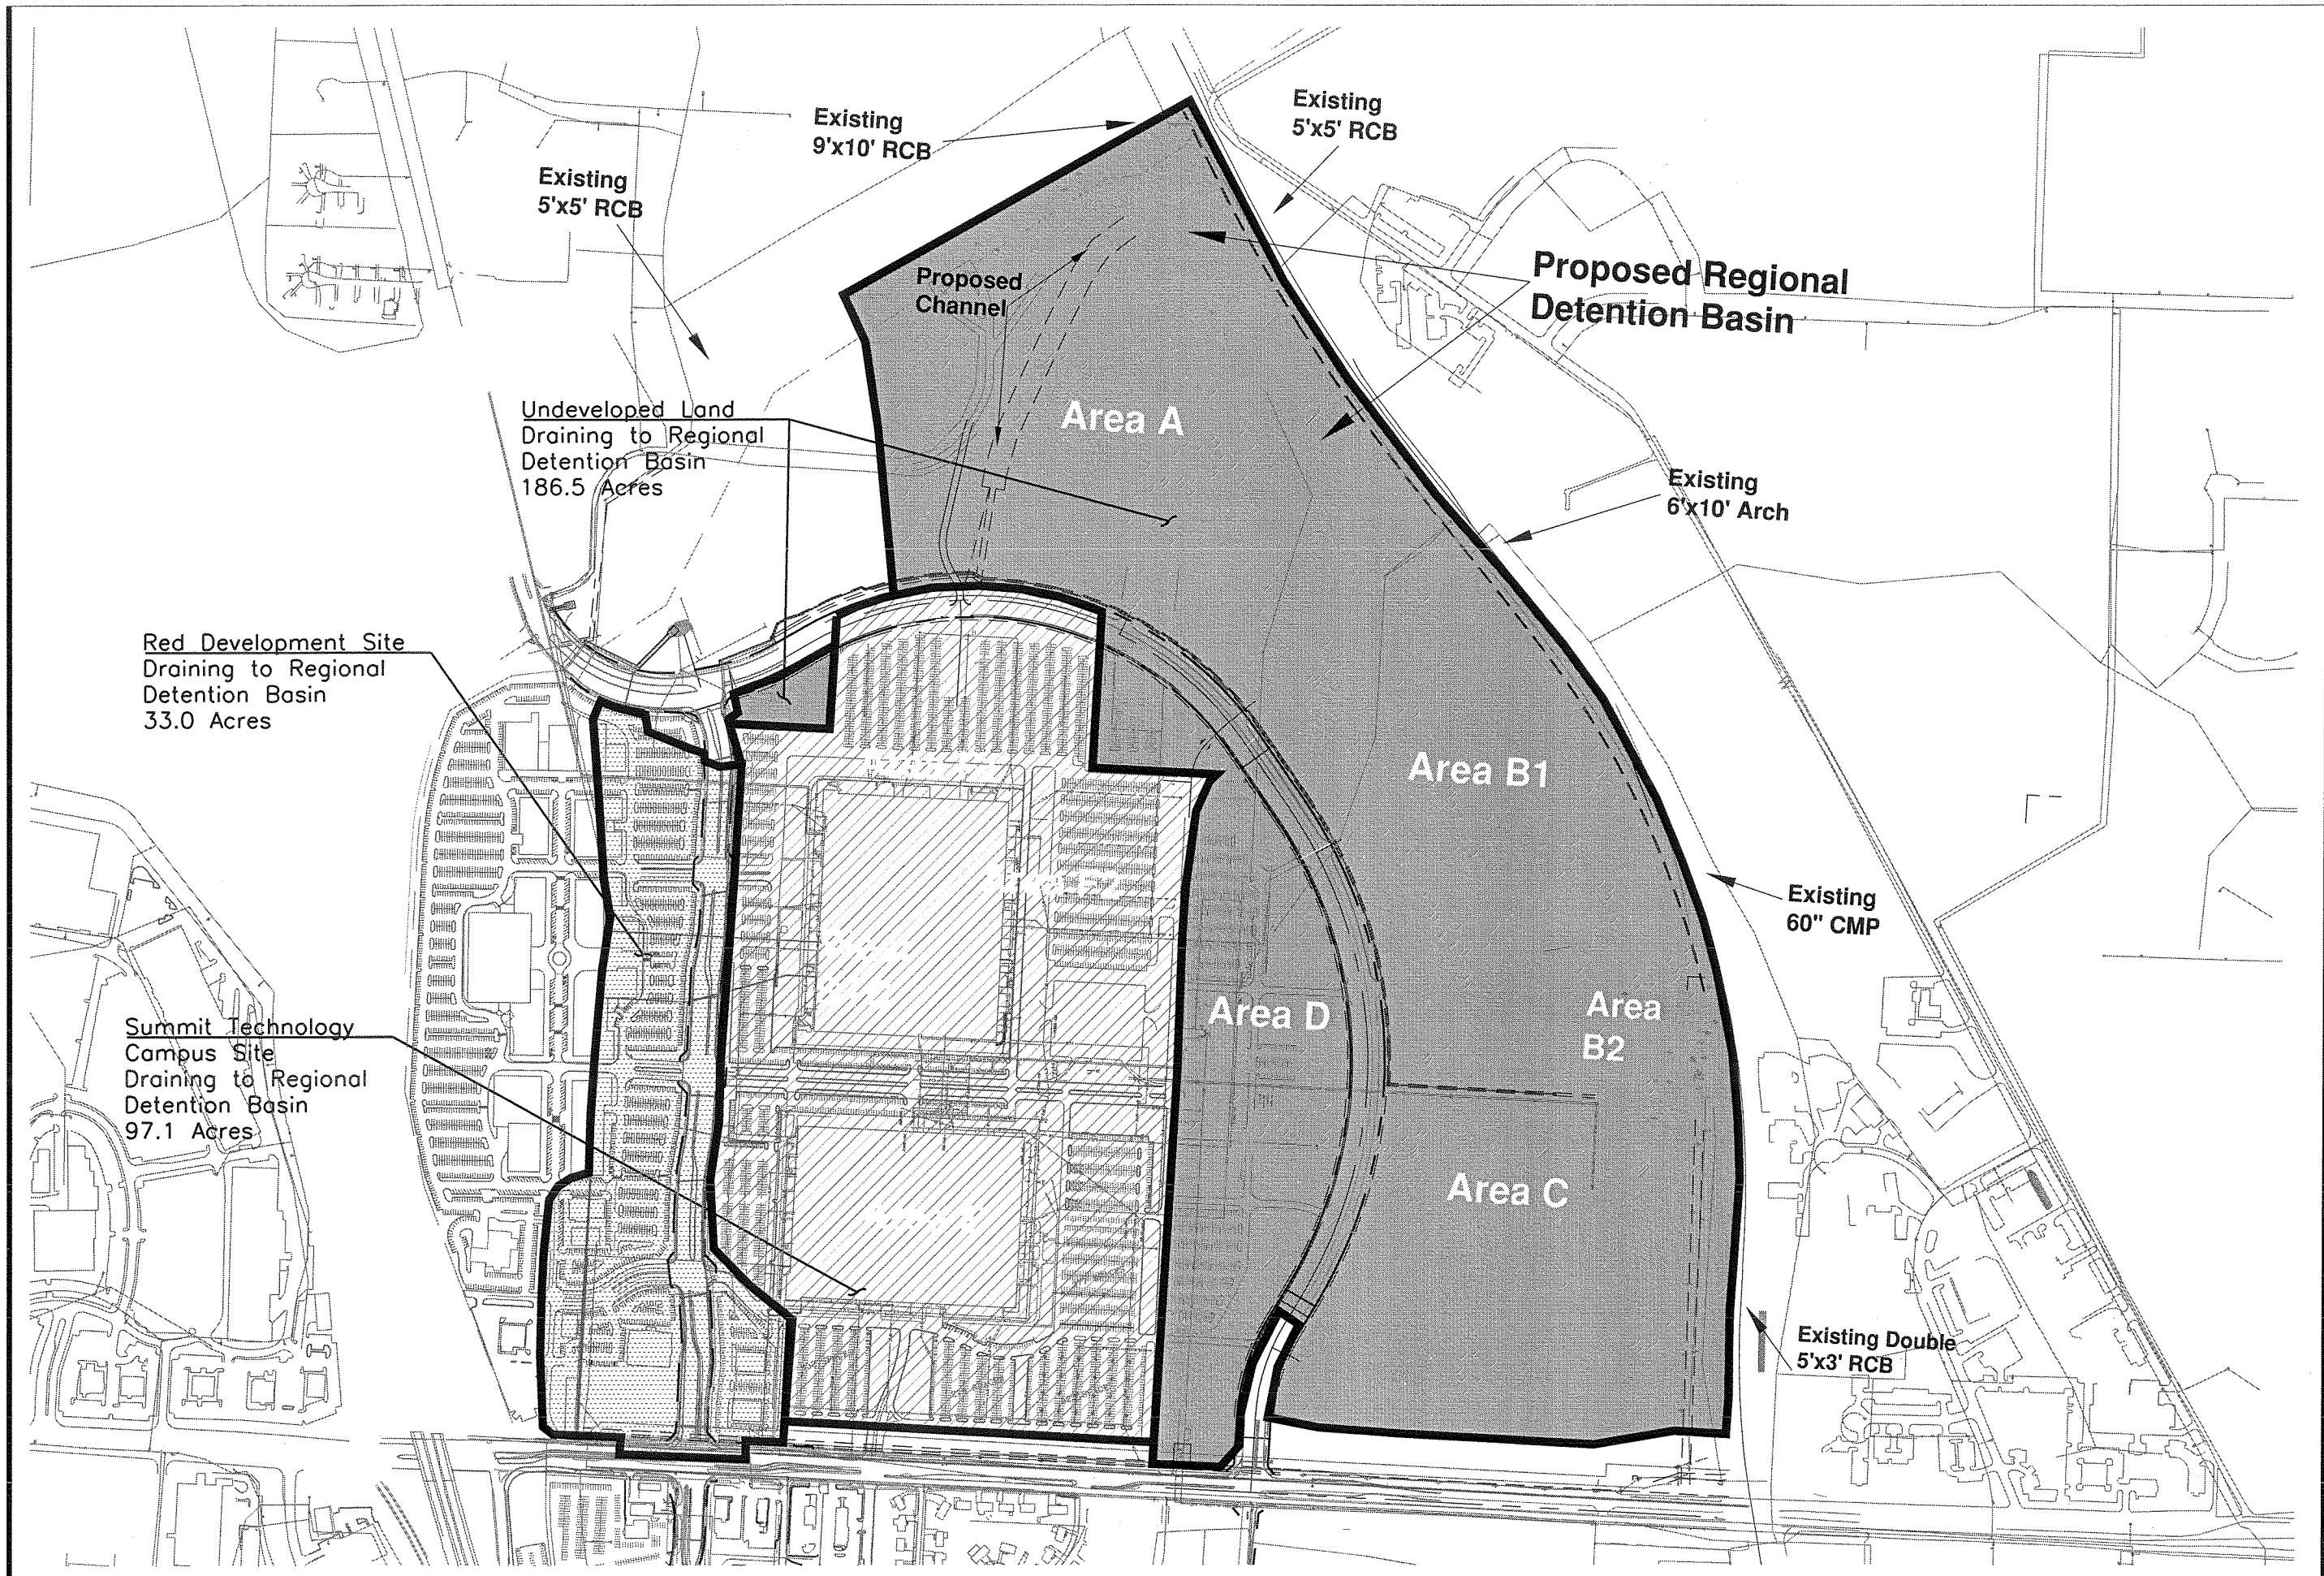 Existing
9'x10' RCB
Existing
5'x5' RCB
Existing
5'x5' RCB
Proposed Regional
Detention Basin
Proposed
Channel
Area A
Undeveloped Land
Draining to Regional
Detention Basin
186.5 Acres
Existing
6'x10' Arch
Red Development Site
Draining to Regional
Detention Basin
33.0 Acres
Area B1
Existing
60" CMP
Summit Technology
Campus Site
Draining to Regional
Detention Basin
97.1 Acres
Area D
Area
B2
Area C
Existing Double
5'x3' RCB